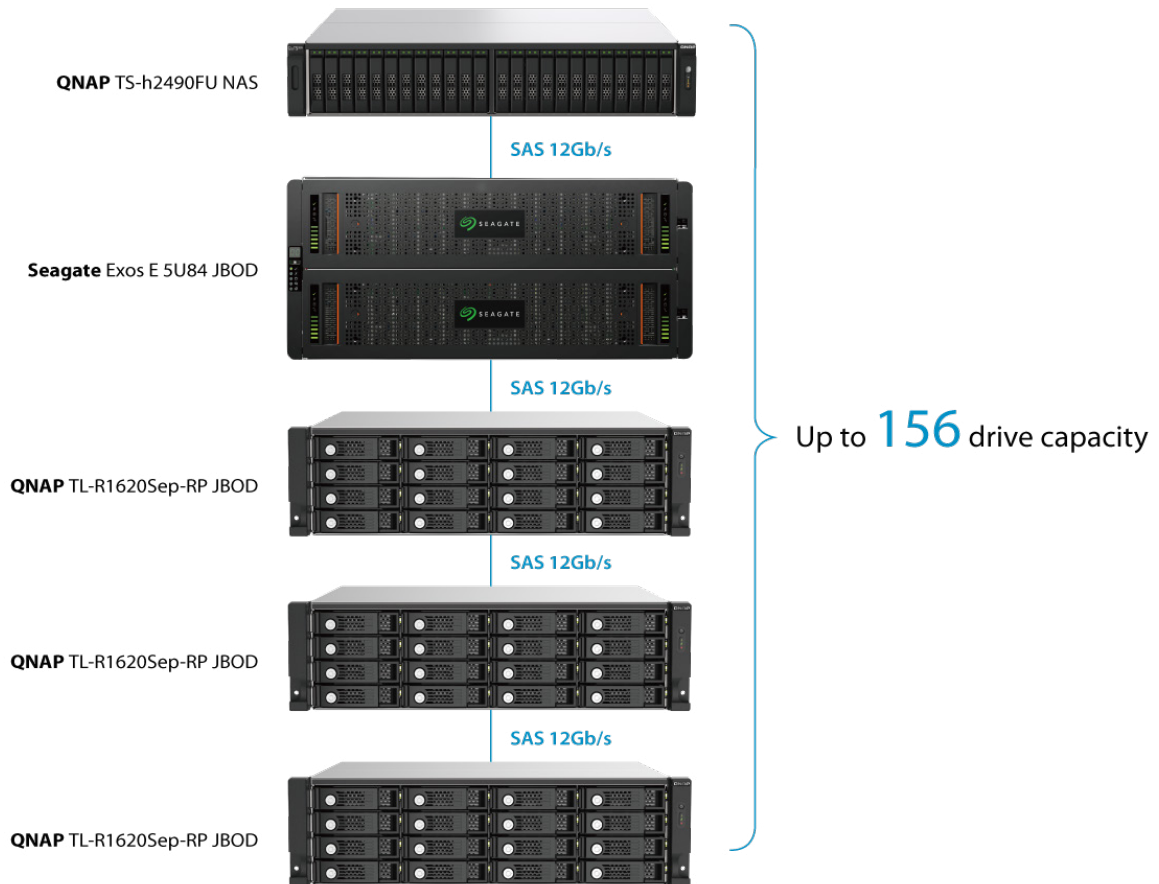 QNAP TS-h2490FU NAS
SAS 12Gb/s
Seagate Exos E 5U84 JBOD
SEAGATE
SEAGATE
SAS 12Gb/s
Up to 156 drive capacity
QNAP TL-R1620Sep-RP JBOD
SAS 12Gb/s
QNAP TL-R1620Sep-RP JBOD
SAS 12Gb/s
QNAP TL-R1620Sep-RP JBOD